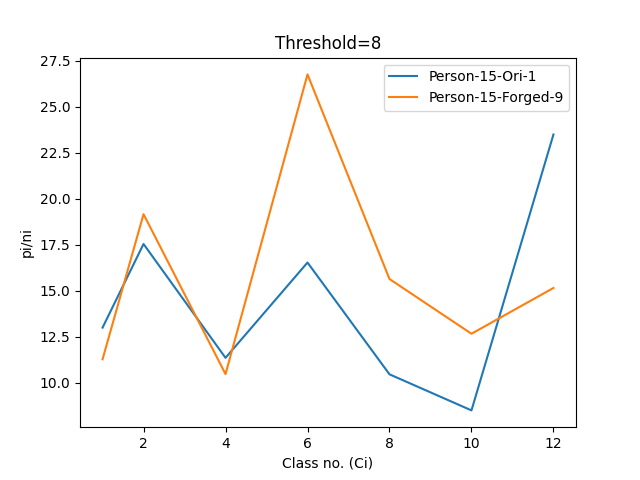 Threshold=8
Person-15-Ori-1
Person-15-Forged-9
27.5
25.0
22.5
20.0
17.5
15.0
12.5
10.0
pi/ni
2 4 6 8 10 12
Class no. (Ci)